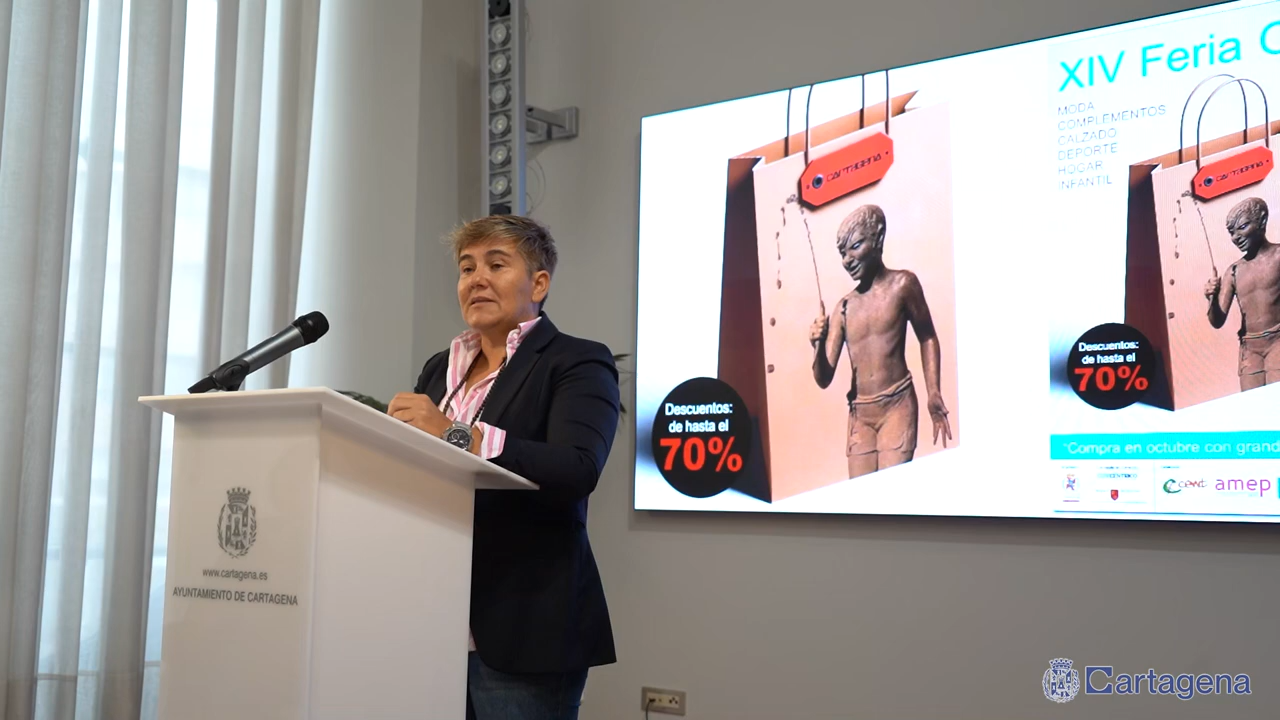 XIV Feria
MODA
COMPLEMENTOS
CALZADO
DEPORTE
HOGAR
INFANTIL
CARTAGENA
CARTAGENA
Descuentos:
de hasta el
70%
Descuentos:
de hasta el
70%
"Compra en octubre con
amep
www.cartagena.es
AYUNTAMIENTO DE CARTAGENA
Cartagena